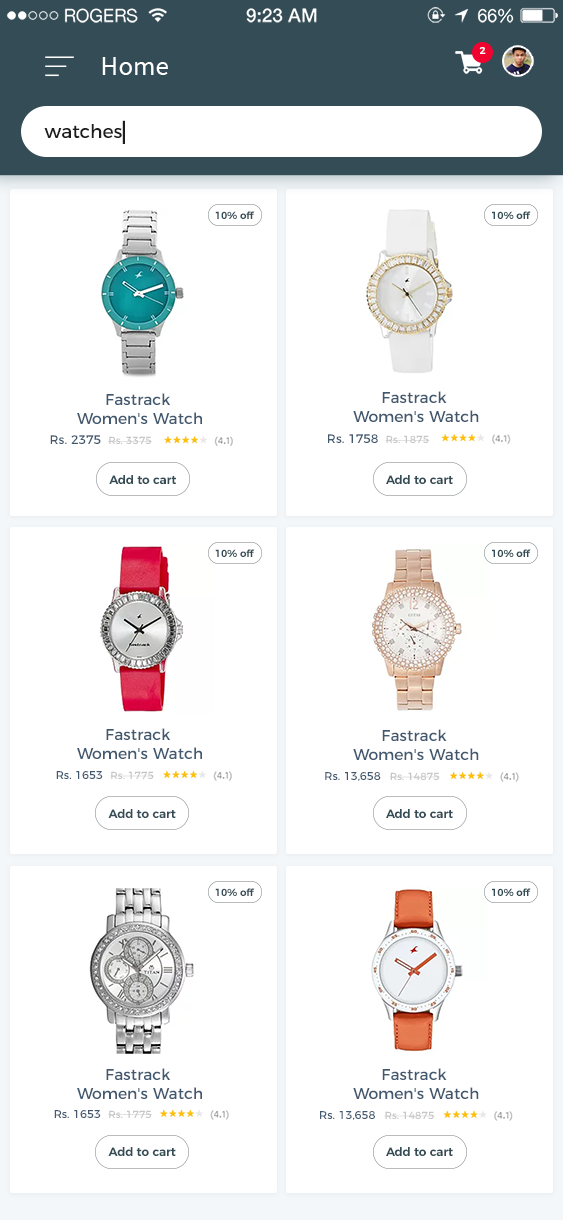 ROGERS 9:23 AM 66%
Home 2
watches
10% off
Fastrack
Women's Watch
Rs. 2375 Rs. 3375 (4.1)
Add to cart
10% off
Fastrack
Women's Watch
Rs. 1758 Rs. 1875 (4.1)
Add to cart
10% off
fastrack
Fastrack
Women's Watch
Rs. 1653 Rs. 1775 (4.1)
Add to cart
10% off
GUESS
Fastrack
Women's Watch
Rs. 13,658 Rs. 14875 (4.1)
Add to cart
10% off
TITAN
Fastrack
Women's Watch
Rs. 1653 Rs. 1775 (4.1)
Add to cart
10% off
Fastrack
Women's Watch
Rs. 13,658 Rs. 14875 (4.1)
Add to cart